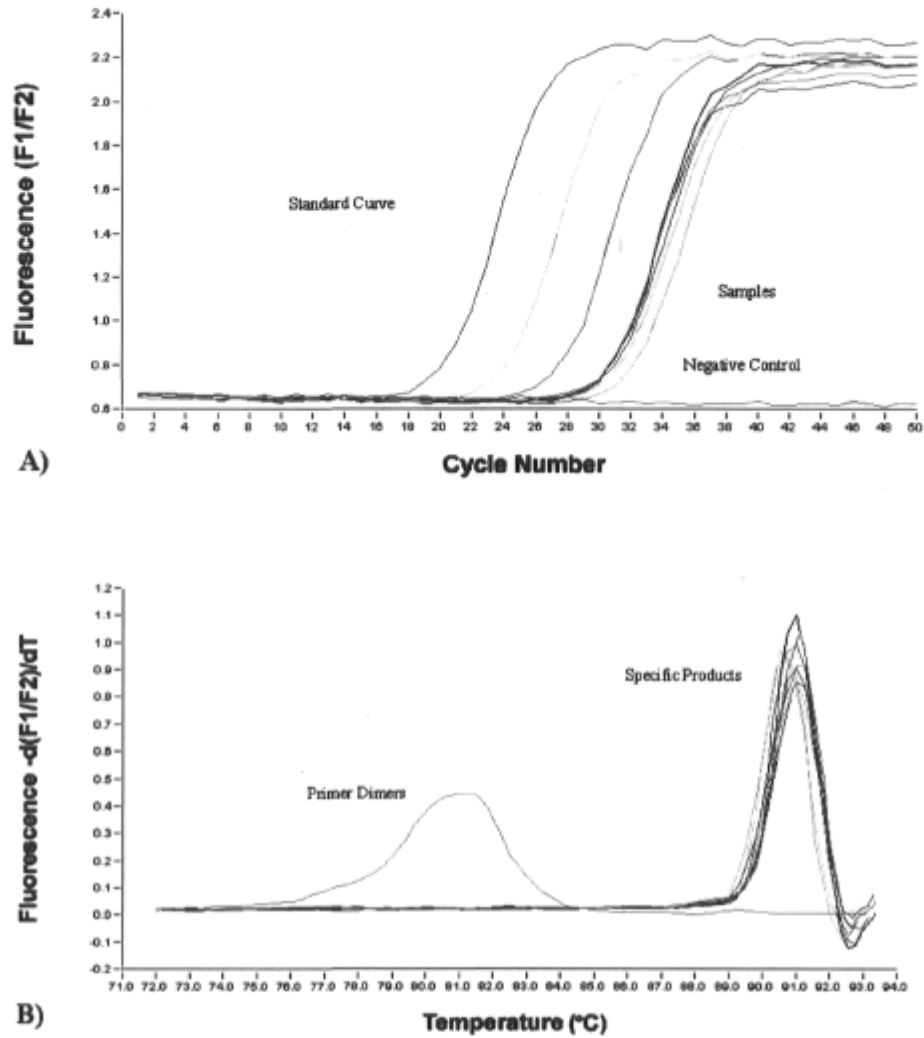 Fluorescence (F1/F2)
2.4
2.2
2.0
1.8
1.6
1.4
1.2
1.0
0.8
0.6
Standard Curve
Samples
Negative Control
0 2 4 6 8 10 12 14 16 18 20 22 24 26 28 30 32 34 36 38 40 42 44 46 48 50
A)
Cycle Number
Fluorescence -d(F1/F2)/dT
1.2
1.1
1.0
0.9
0.8
0.7
0.6
0.5
0.4
0.3
0.2
0.1
0.0
-0.1
-0.2
Specific Products
Primer Dimers
71.0 72.0 73.0 74.0 75.0 76.0 77.0 78.0 79.0 80.0 81.0 82.0 83.0 84.0 85.0 86.0 87.0 88.0 89.0 90.0 91.0 92.0 93.0 94.0
B)
Temperature (°C)